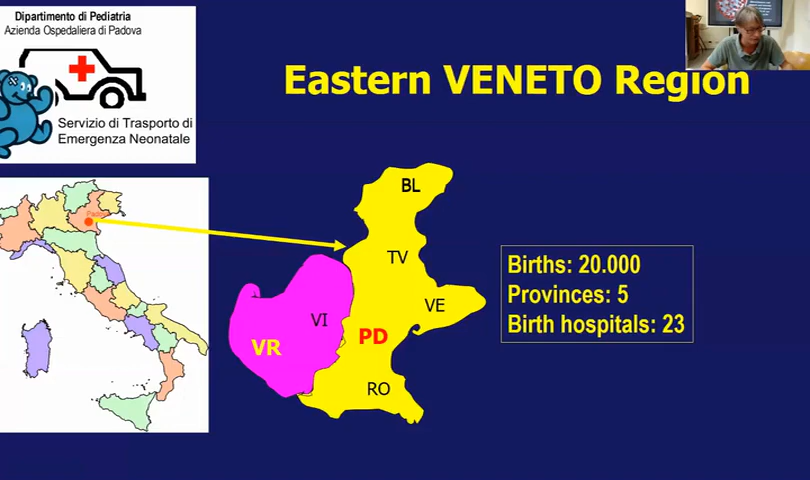 Dipartimento di Pediatria
Azienda Ospedaliera di Padova
Servizio di Trasporto di
Emergenza Neonatale
Eastern VENETO Region
Padova
BL
TV
VE
VI
VR
PD
RO
Births: 20.000
Provinces: 5
Birth hospitals: 23